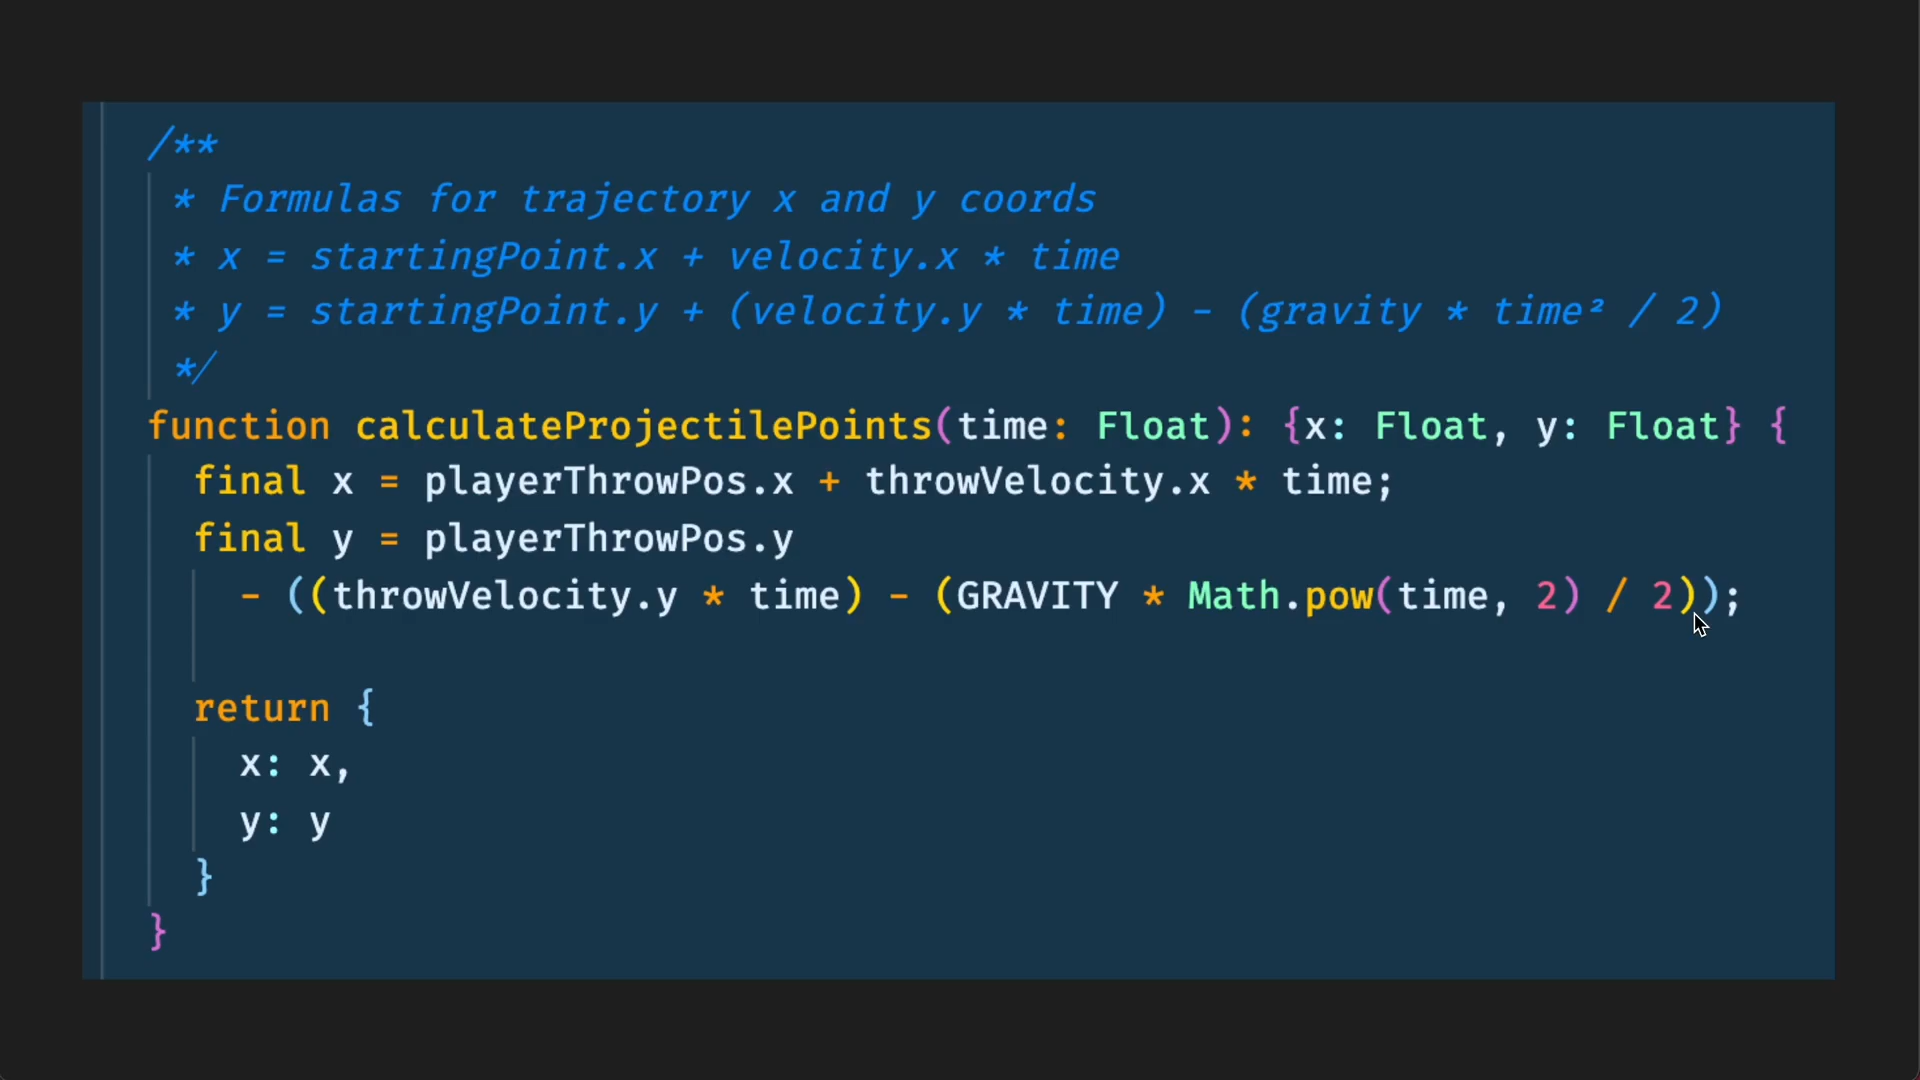 /**
* Formulas for trajectory x and y coords
* x = startingPoint.x + velocity.x * time
* y = startingPoint.y + (velocity.y * time) - (gravity * time² / 2)
*/
function calculateProjectilePoints(time: Float): {x: Float, y: Float} {
final x = playerThrowPos.x + throwVelocity.x * time;
final y = playerThrowPos.y
- ((throwVelocity.y * time) - (GRAVITY * Math.pow(time, 2) / 2));
return {
x: x,
y: y
}
}